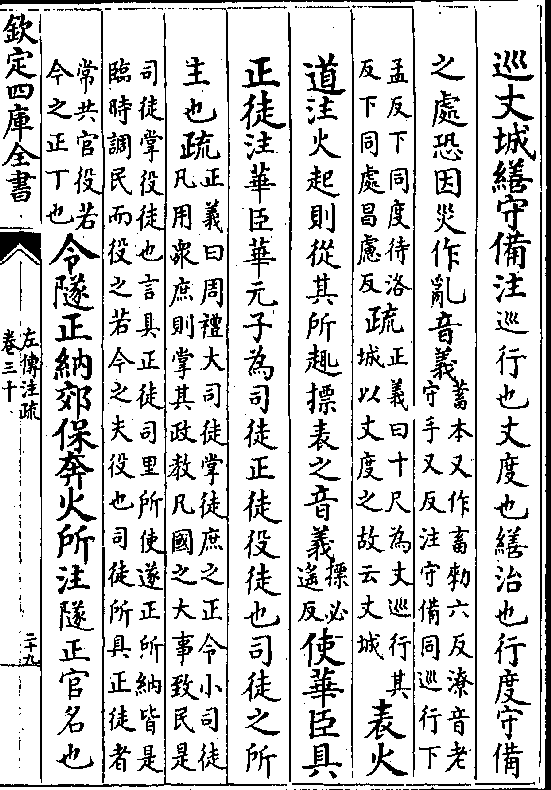 巡丈城繕守備注巡行也丈度也繕治也行度守備
之處恐因災作亂音義
蓄本又作畜勑六反潦音老
守手又反注守備同巡行下
孟反下同度待洛
反下同處昌慮反
疏
正義曰十尺為丈巡行其
城以丈度之故云丈城
表火
道注火起則從其所趣摽表之音義
摽必
遥反
使華臣具
正徒注華臣華元子為司徒正徒役徒也司徒之所
主也疏
正義曰周禮大司徒掌徒庶之正令小司徒
凡用衆庶則掌其政教凡國之大事致民是
司徒掌役徒也言具正徒司里所使遂正所納皆是
臨時調民而役之若今之夫役也司徒所具正徒者
常共官役若
今之正丁也
令隧正納郊保奔火所注隧正官名也
欽定四庫全書
左傳注疏
卷三十
二十九